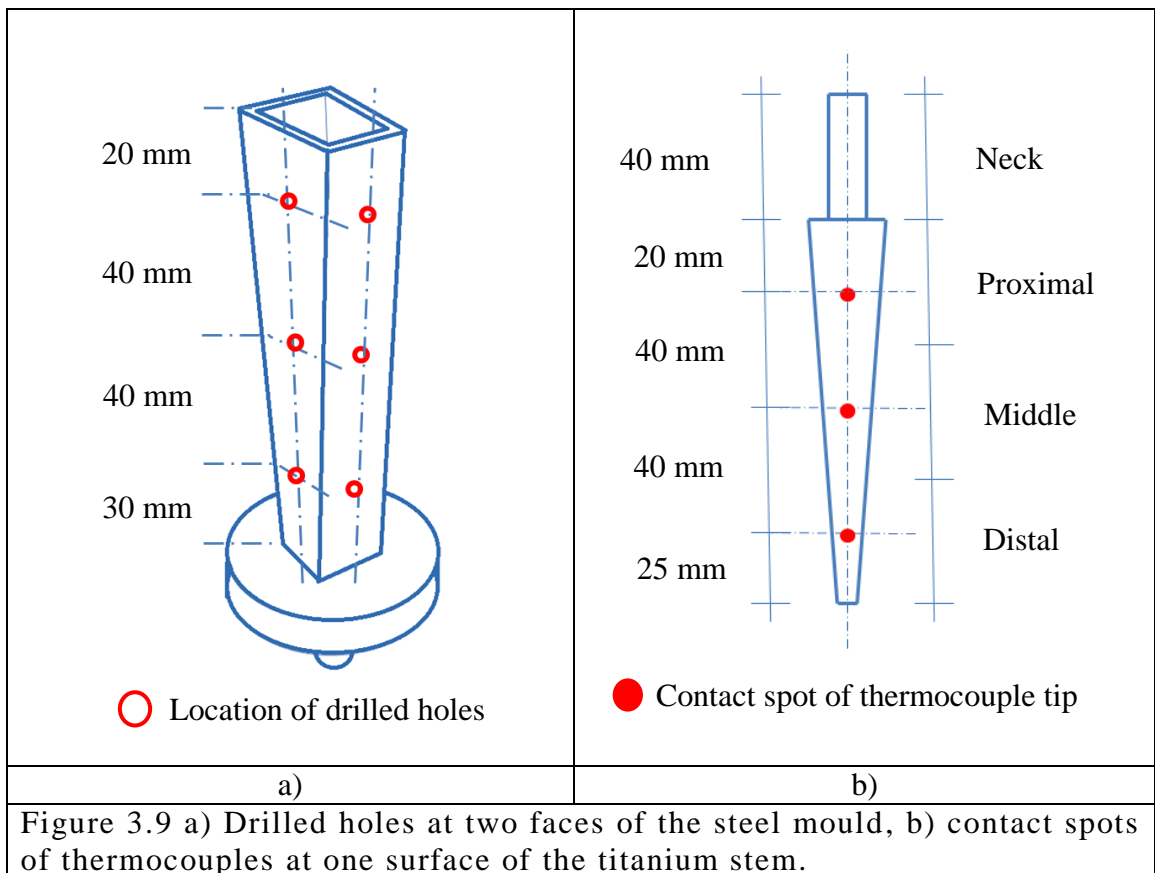 20 mm
40 mm
40 mm
30 mm
Location of drilled holes
40 mm
Neck
20 mm
Proximal
40 mm
Middle
40 mm
Distal
25 mm
Contact spot of thermocouple tip
a)
b)
Figure 3.9 a) Drilled holes at two faces of the steel mould, b) contact spots
of thermocouples at one surface of the titanium stem.